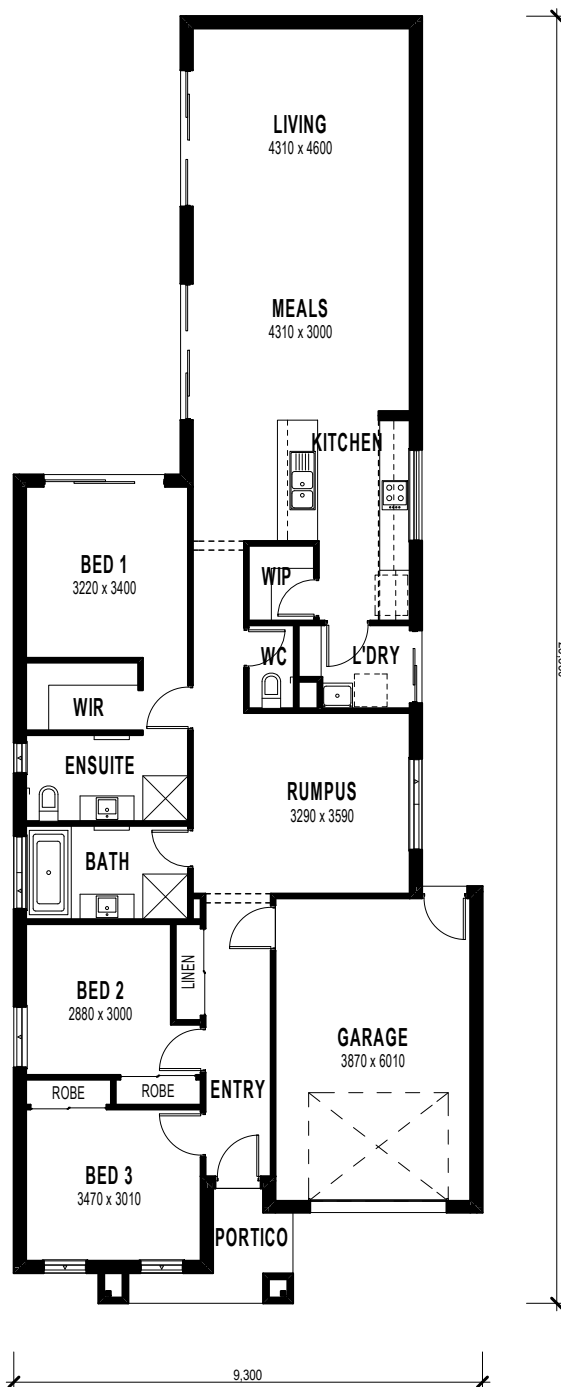 LIVING
4310 x 4600
MEALS
4310 x 3000
KITCHEN
BED 1
3220 x 3400
WIP
WC
L'DRY
WIR
ENSUITE
RUMPUS
3290 x 3590
BATH
LINEN
BED 2
2880 x 3000
GARAGE
3870 x 6010
ROBE
ROBE
ENTRY
BED 3
3470 x 3010
PORTICO
9,300